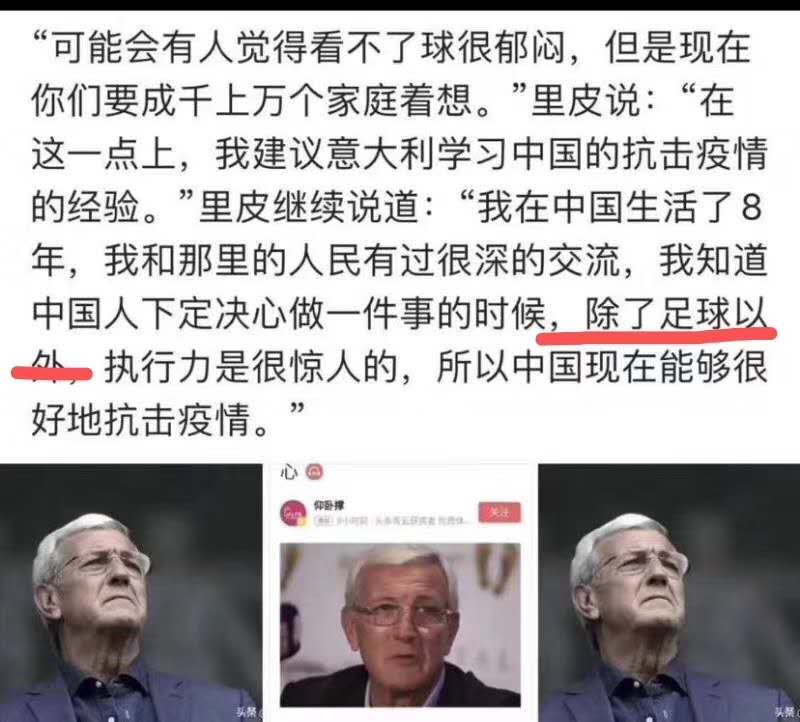 “可能会有人觉得看不了球很郁闷，但是现在
你们要成千上万个家庭着想。”里皮说：“在
这一点上，我建议意大利学习中国的抗击疫情
的经验。”里皮继续说道：“我在中国生活了8
年，我和那里的人民有过很深的交流，我知道
中国人下定决心做一件事的时候，除了足球以
外，执行力是很惊人的，所以中国现在能够很
好地抗击疫情。”
心
仰卧撑
关注
头条
头条